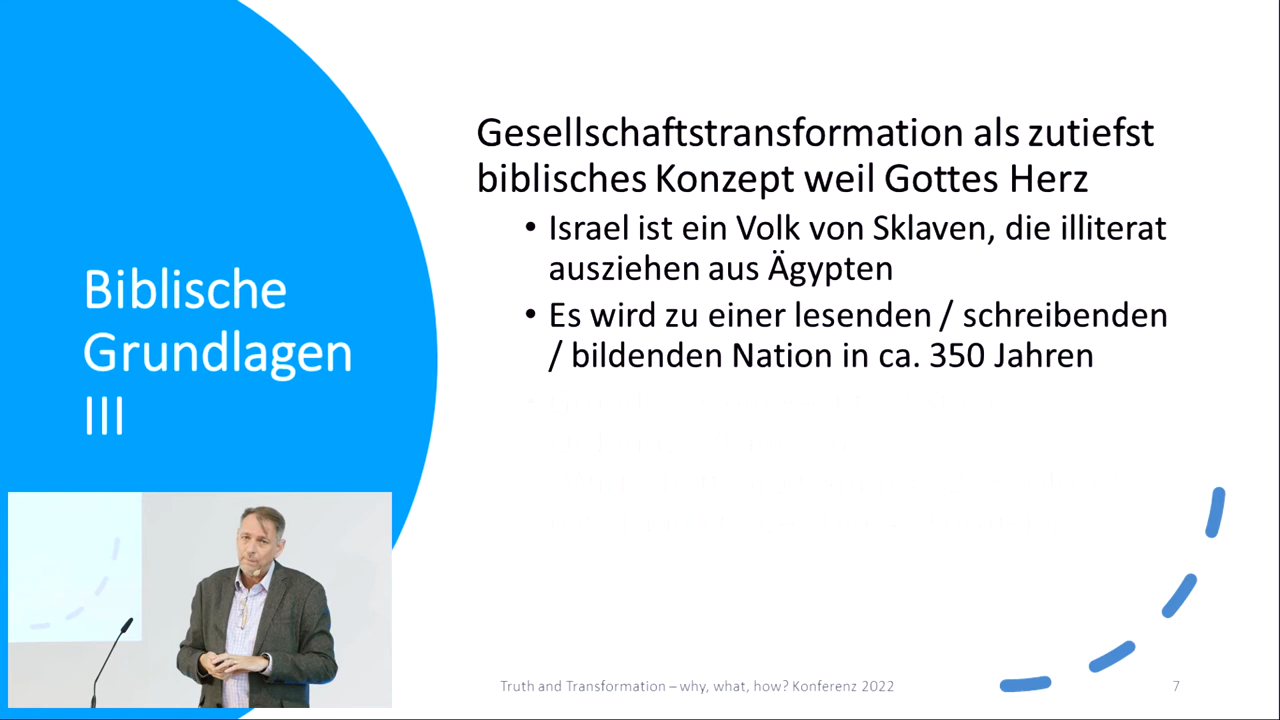 Biblische
Grundlagen
III
Gesellschaftstransformation als zutiefst
biblisches Konzept weil Gottes Herz
• Israel ist ein Volk von Sklaven, die illiterat
ausziehen aus Ägypten
• Es wird zu einer lesenden / schreibenden
/ bildenden Nation in ca. 350 Jahren
Truth and Transformation – why, what, how? Konferenz 2022
7